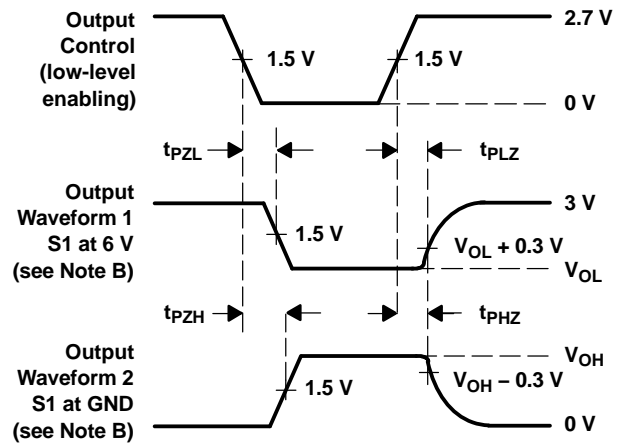 Output
Control
(low-level
enabling)
1.5 V
1.5 V
2.7 V
0 V
tPZL
tPLZ
Output
Waveform 1
S1 at 6 V
(see Note B)
1.5 V
3 V
VOL + 0.3 V
VOL
tPZH
tPHZ
Output
Waveform 2
S1 at GND
(see Note B)
1.5 V
VOH
VOH − 0.3 V
0 V